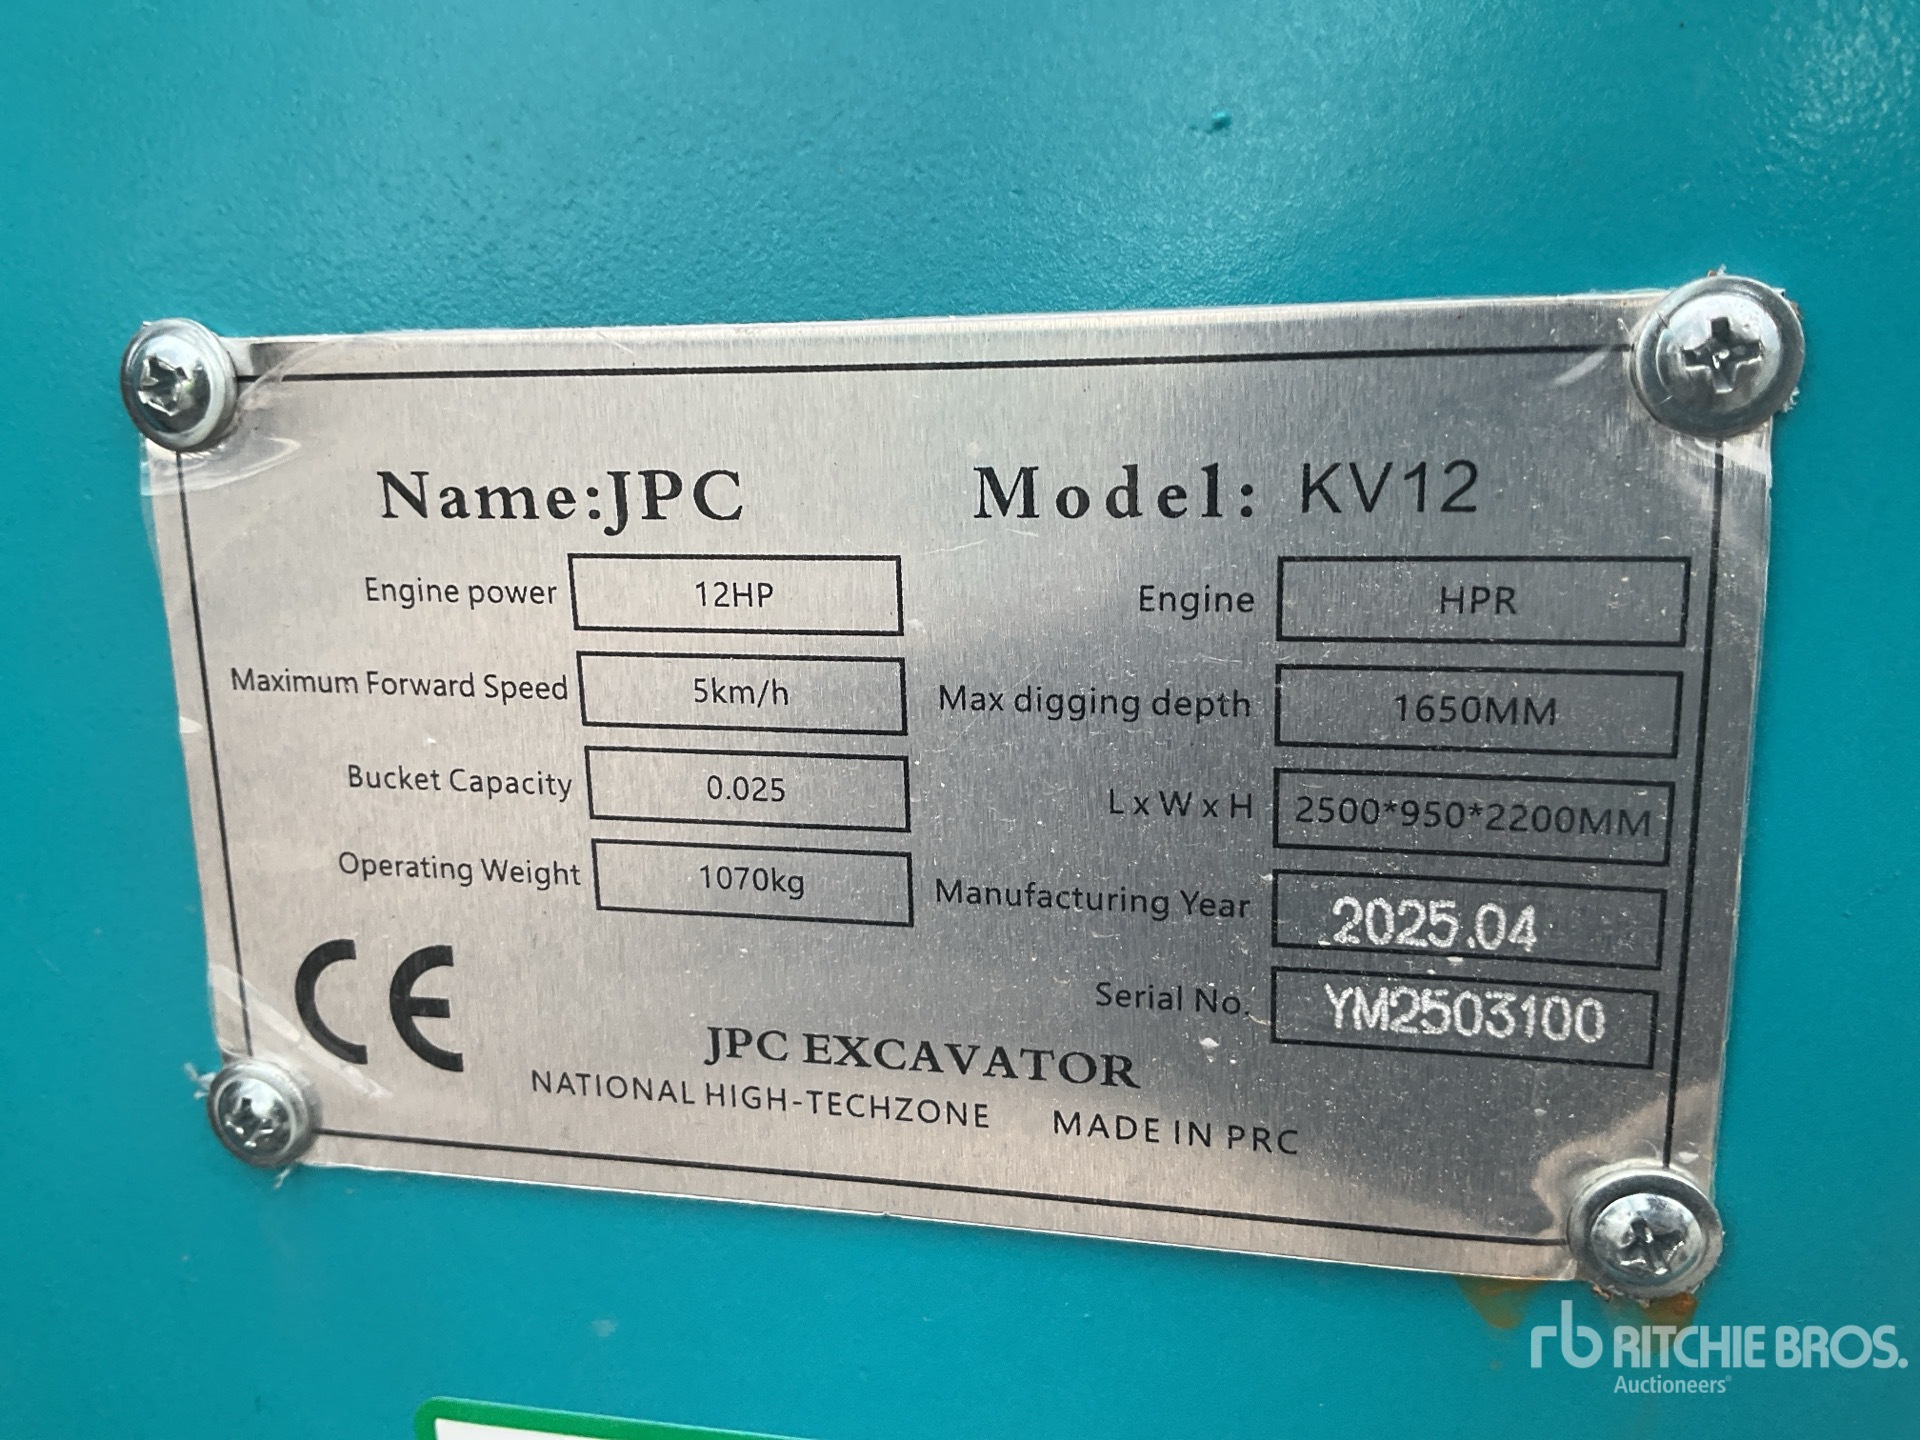 Name:JPC Model: KV12
Engine power 12HP Engine HPR
Maximum Forward Speed 5km/h Max digging depth 1650MM
Bucket Capacity 0.025 L x W x H 2500*950*2200MM
Operating Weight 1070kg Manufacturing Year 2025.04
Serial No. YM2503100
CE
JPC EXCAVATOR
NATIONAL HIGH-TECHZONE MADE IN PRC
rb RITCHIE BROS.
Auctioneers